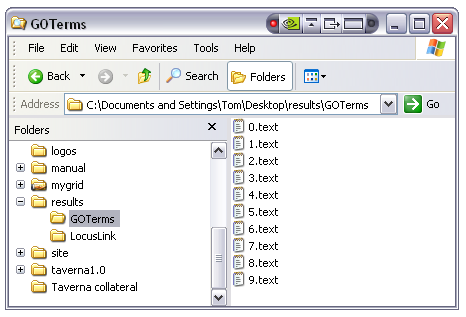 GOTerms
File Edit View Favorites Tools Help
Back Search Folders
Address C:\Documents and Settings\Tom\Desktop\results\GOTerms Go
Folders
logos
manual
mygrid
results
GOTerms
LocusLink
site
taverna1.0
Taverna collateral
0.text
1.text
2.text
3.text
4.text
5.text
6.text
7.text
8.text
9.text